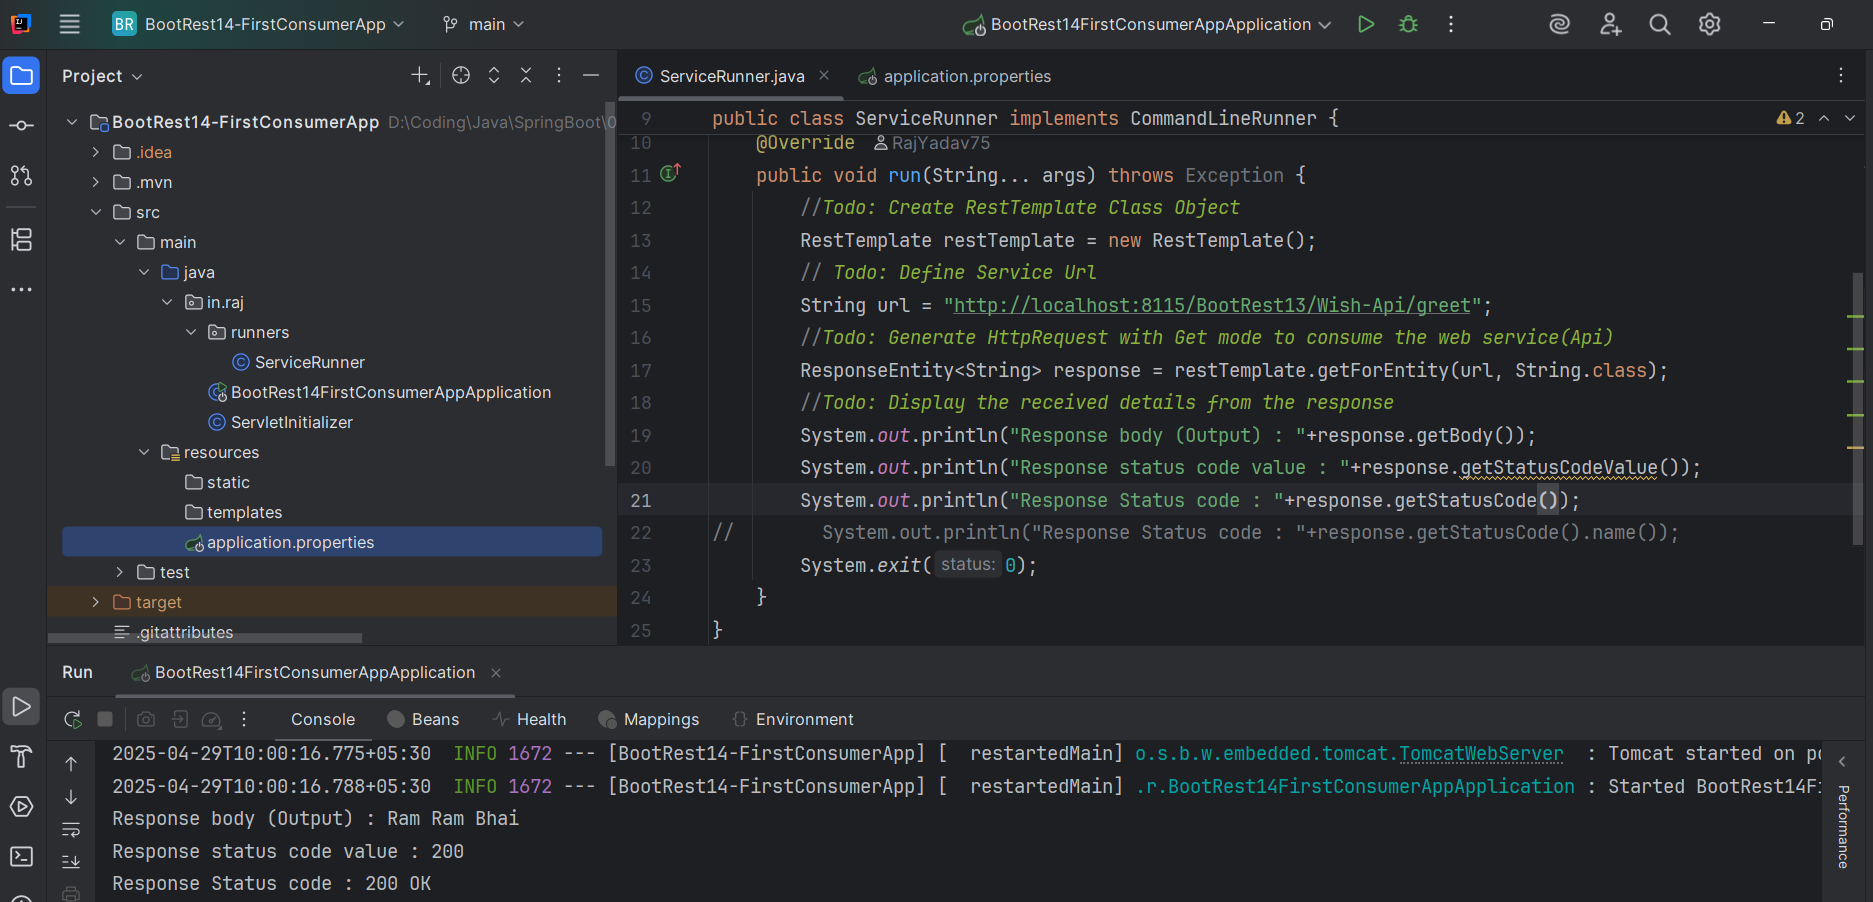 BR BootRest14-FirstConsumerApp main BootRest14FirstConsumerAppApplication
Project
BootRest14-FirstConsumerApp D:\Coding\Java\SpringBoot\0
.idea
.mvn
src
main
java
in.raj
runners
ServiceRunner
BootRest14FirstConsumerAppApplication
ServletInitializer
resources
static
templates
application.properties
test
target
.gitattributes
ServiceRunner.java application.properties
9 public class ServiceRunner implements CommandLineRunner { 2
10 @Override RajYadav75
11 public void run(String... args) throws Exception {
12 //Todo: Create RestTemplate Class Object
13 RestTemplate restTemplate = new RestTemplate();
14 // Todo: Define Service Url
15 String url = "http://localhost:8115/BootRest13/Wish-Api/greet";
16 //Todo: Generate HttpRequest with Get mode to consume the web service(Api)
17 ResponseEntity<String> response = restTemplate.getForEntity(url, String.class);
18 //Todo: Display the received details from the response
19 System.out.println("Response body (Output) : "+response.getBody());
20 System.out.println("Response status code value : "+response.getStatusCodeValue());
21 System.out.println("Response Status code : "+response.getStatusCode());
22 // System.out.println("Response Status code : "+response.getStatusCode().name());
23 System.exit( status: 0);
24 }
25 }
Run BootRest14FirstConsumerAppApplication
Console Beans Health Mappings Environment
2025-04-29T10:00:16.775+05:30 INFO 1672 --- [BootRest14-FirstConsumerApp] [ restartedMain] o.s.b.w.embedded.tomcat.TomcatWebServer : Tomcat started on po
2025-04-29T10:00:16.788+05:30 INFO 1672 --- [BootRest14-FirstConsumerApp] [ restartedMain] .r.BootRest14FirstConsumerAppApplication : Started BootRest14Fi
Response body (Output) : Ram Ram Bhai
Response status code value : 200
Response Status code : 200 OK
Performance